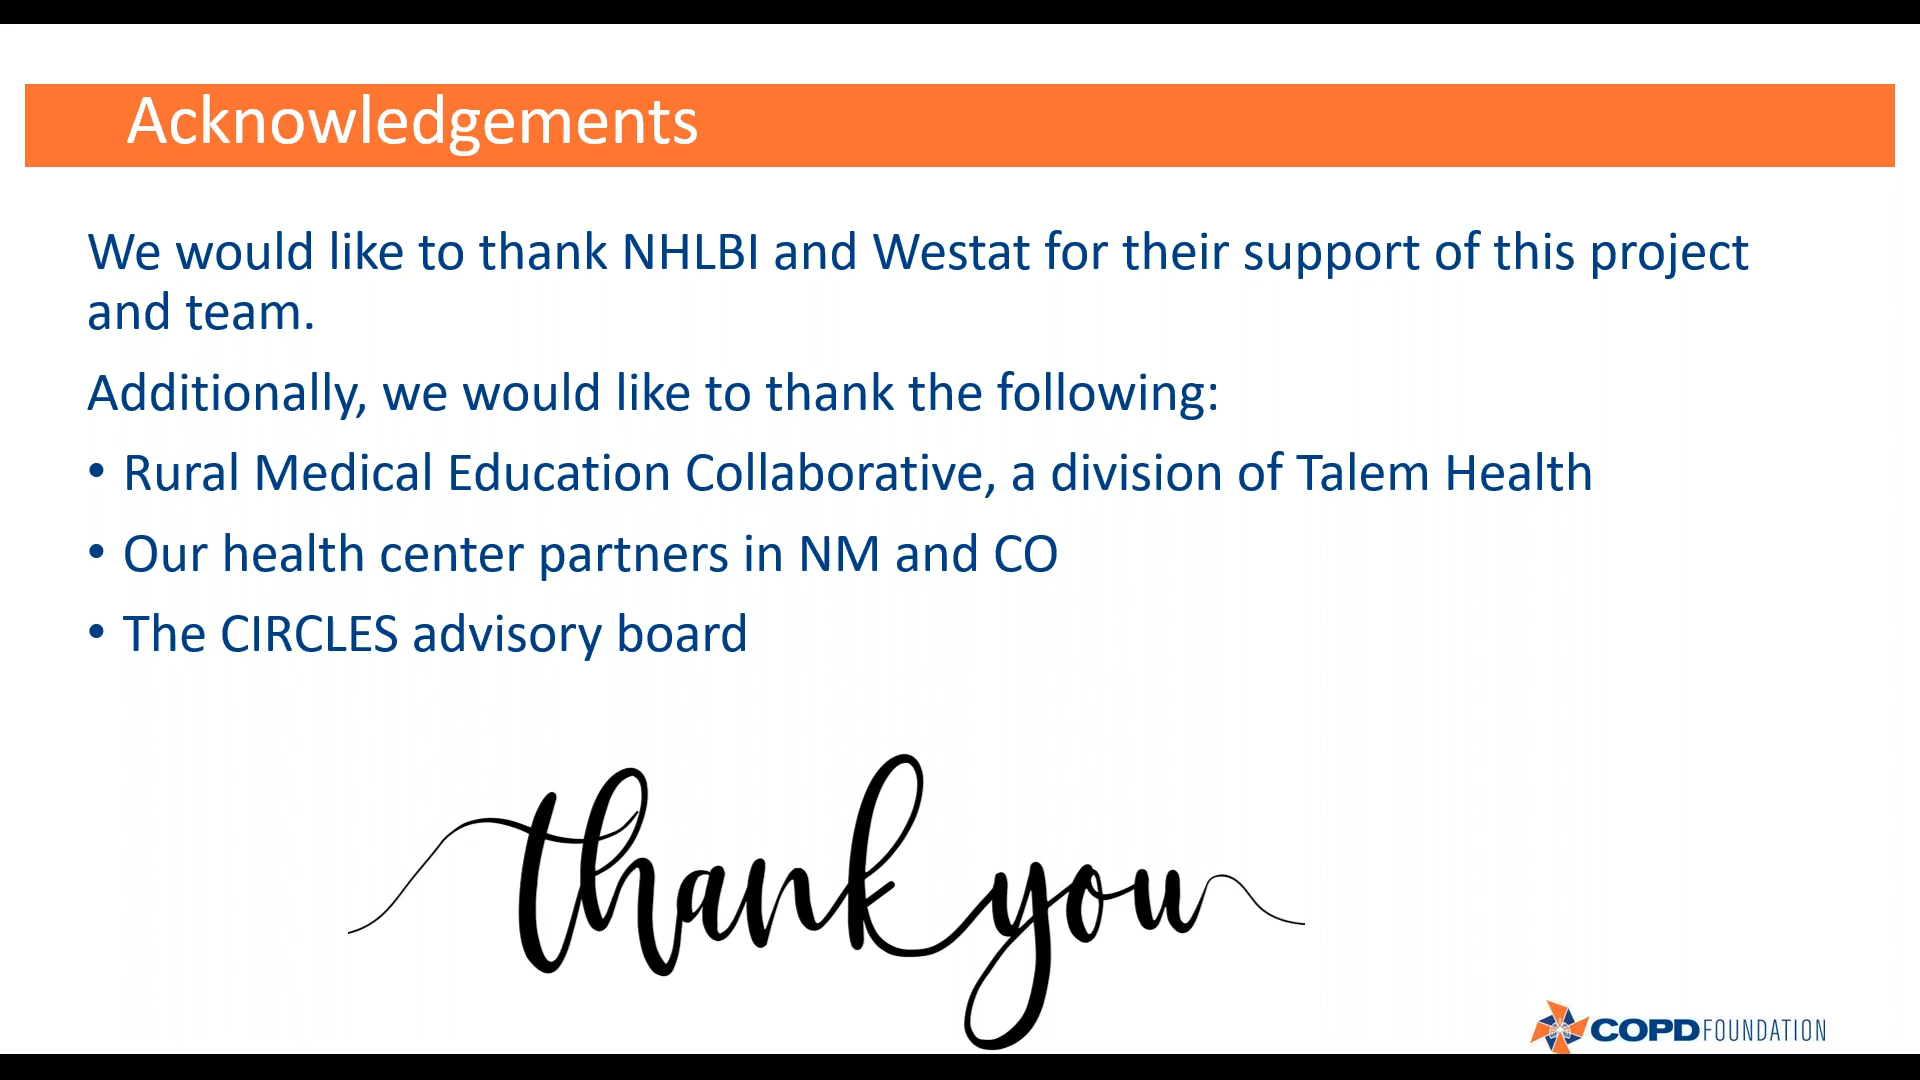 Acknowledgements
We would like to thank NHLBI and Westat for their support of this project
and team.
Additionally, we would like to thank the following:
• Rural Medical Education Collaborative, a division of Talem Health
• Our health center partners in NM and CO
• The CIRCLES advisory board
thank you
COPD FOUNDATION